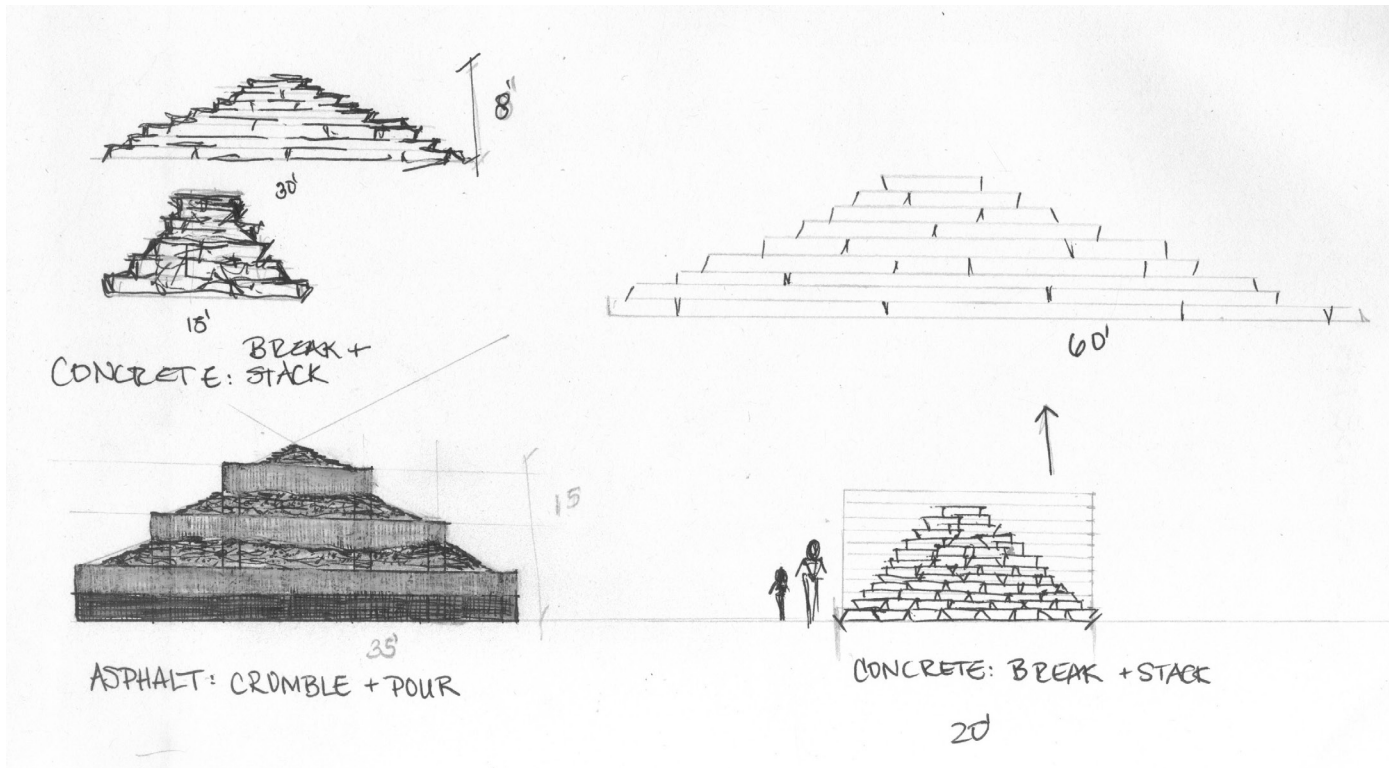 8"
30'
18'
BREAK +
CONCRETE: STACK
60'
15
35'
ASPHALT: CRUMBLE + POUR
CONCRETE: BREAK + STACK
20'